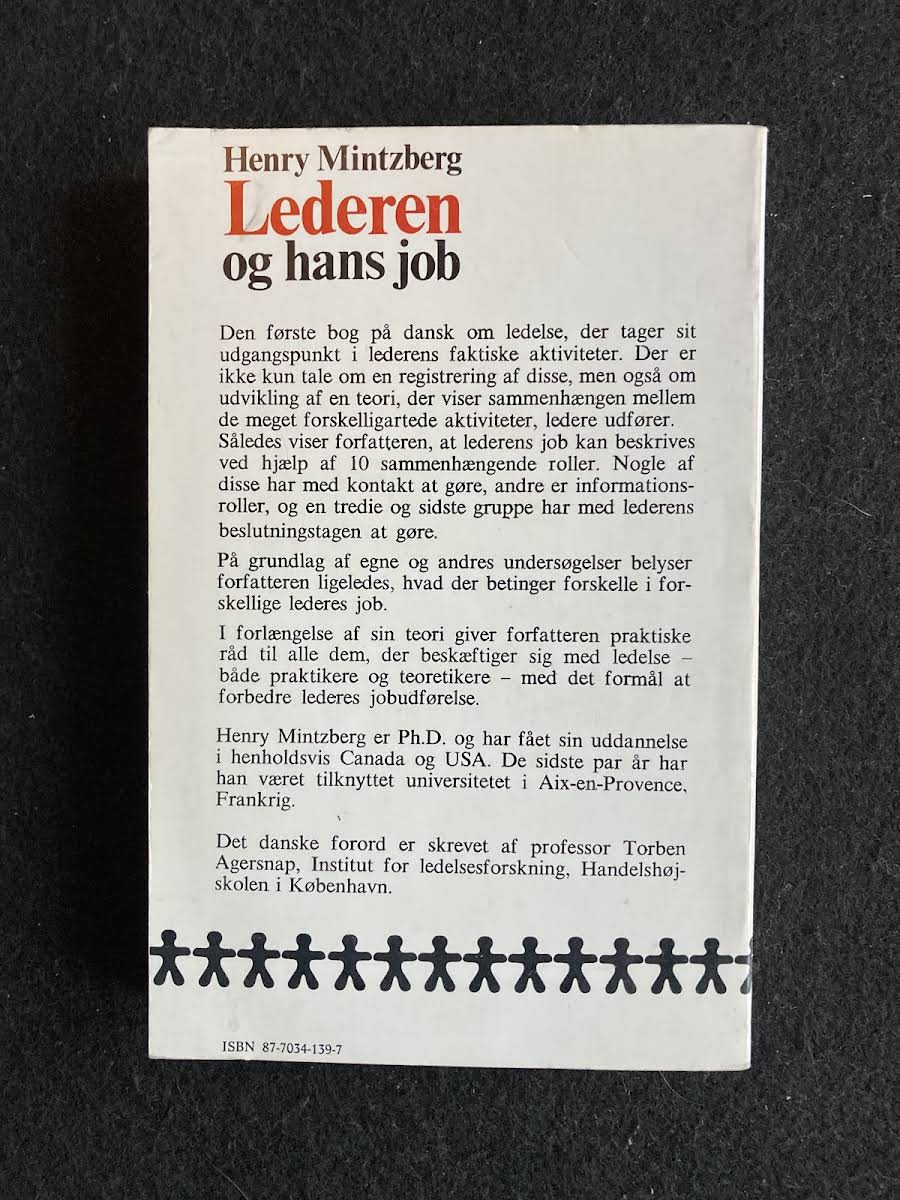 Henry Mintzberg
Lederen
og hans job
Den første bog på dansk om ledelse, der tager sit
udgangspunkt i lederens faktiske aktiviteter. Der er
ikke kun tale om en registrering af disse, men også om
udvikling af en teori, der viser sammenhængen mellem
de meget forskelligartede aktiviteter, ledere udfører.
Således viser forfatteren, at lederens job kan beskrives
ved hjælp af 10 sammenhængende roller. Nogle af
disse har med kontakt at gøre, andre er informations-
roller, og en tredie og sidste gruppe har med lederens
beslutningstagen at gøre.
På grundlag af egne og andres undersøgelser belyser
forfatteren ligeledes, hvad der betinger forskelle i for-
skellige lederes job.
I forlængelse af sin teori giver forfatteren praktiske
råd til alle dem, der beskæftiger sig med ledelse –
både praktikere og teoretikere – med det formål at
forbedre lederes jobudførelse.
Henry Mintzberg er Ph.D. og har fået sin uddannelse
i henholdsvis Canada og USA. De sidste par år har
han været tilknyttet universitetet i Aix-en-Provence,
Frankrig.
Det danske forord er skrevet af professor Torben
Agersnap, Institut for ledelsesforskning, Handelshøj-
skolen i København.
ISBN 87-7034-139-7